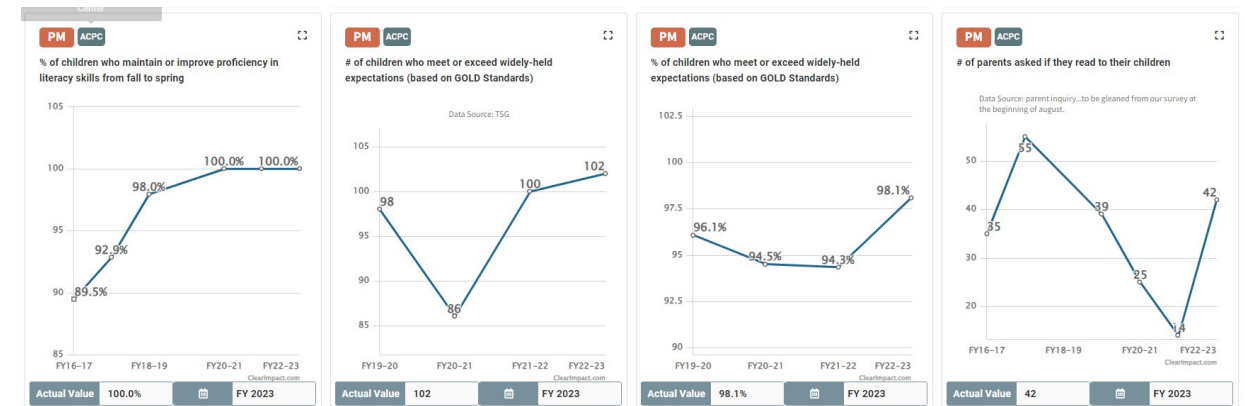 Center
PM ACPC
% of children who maintain or improve proficiency in
literacy skills from fall to spring
105
100
95
90
85
89.5%
92.9%
98.0%
100.0%
100.0%
FY16–17
FY18–19
FY20–21
FY22–23
ClearImpact.com
Actual Value 100.0% FY 2023
PM ACPC
# of children who meet or exceed widely-held
expectations (based on GOLD Standards)
Data Source: TSG
105
100
95
90
85
98
86
100
102
FY19–20
FY20–21
FY21–22
FY22–23
ClearImpact.com
Actual Value 102 FY 2023
PM ACPC
% of children who meet or exceed widely-held
expectations (based on GOLD Standards)
102.5
100
97.5
95
92.5
90
96.1%
94.5%
94.3%
98.1%
FY19–20
FY20–21
FY21–22
FY22–23
ClearImpact.com
Actual Value 98.1% FY 2023
PM ACPC
# of parents asked if they read to their children
Data Source: parent inquiry...to be gleaned from our survey at
the beginning of august.
50
40
30
20
35
55
39
25
14
42
FY16–17
FY18–19
FY20–21
FY22–23
ClearImpact.com
Actual Value 42 FY 2023